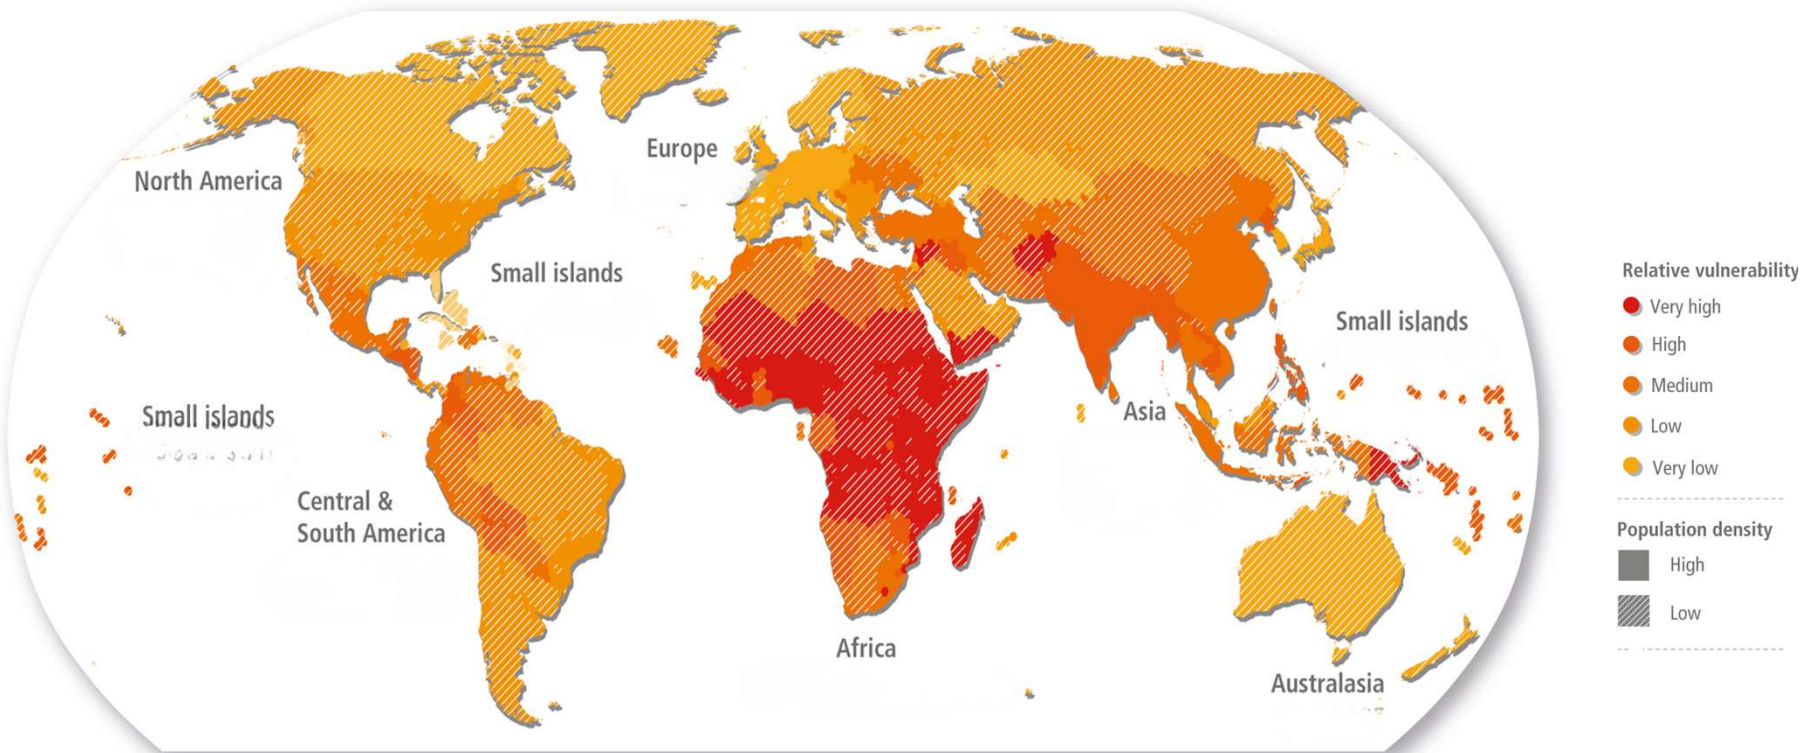 Europe
North America
Small islands
Small islands
Small islands
Asia
Central &
South America
Africa
Australasia
Relative vulnerability
Very high
High
Medium
Low
Very low
Population density
High
Low